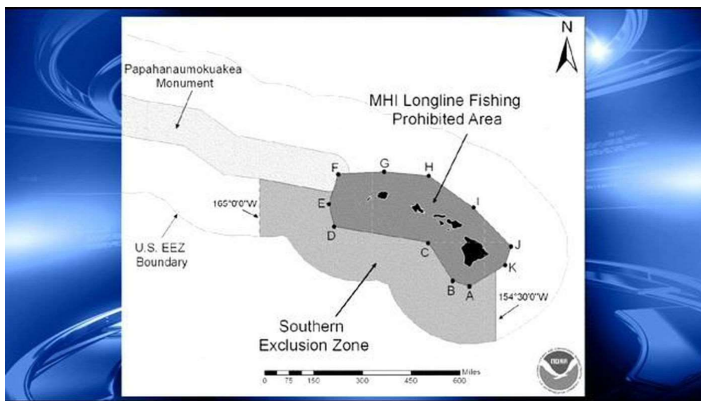 N
Papahanaumokuakea
Monument
MHI Longline Fishing
Prohibited Area
F
G
H
165°0'0"W
E
I
D
U.S. EEZ
Boundary
C
J
K
B
A
154°30'0"W
Southern
Exclusion Zone
Miles
0 75 150 300 450 600
NOAA